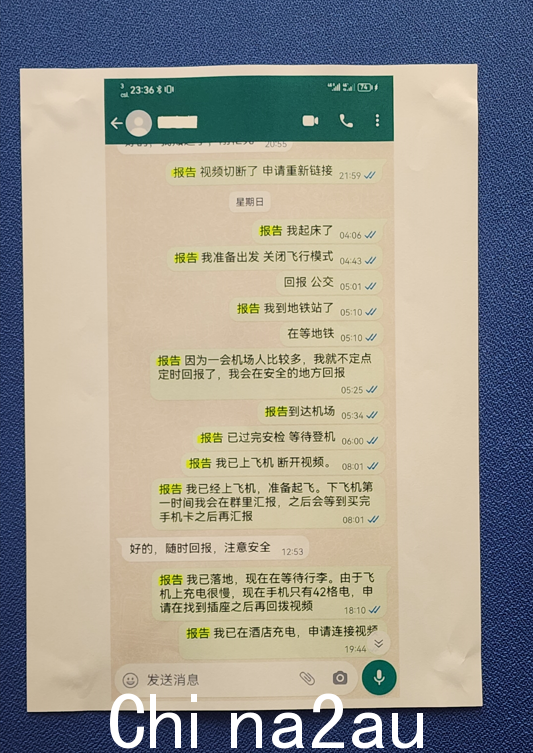 23:36
74
20:55
报告 视频切断了 申请重新链接 21:59
星期日
报告 我起床了 04:06
报告 我准备出发 关闭飞行模式 04:43
回报 公交 05:01
报告 我到地铁站了 05:10
在等地铁 05:10
报告 因为一会机场人比较多，我就不定点
定时回报了，我会在安全的地方回报
05:25
报告到达机场 05:34
报告 已过完安检 等待登机 06:00
报告 我已上飞机 断开视频。 08:01
报告 我已经上飞机，准备起飞。下飞机第
一时间我会在群里汇报，之后会等到买完
手机卡之后再汇报 08:01
好的，随时回报，注意安全 12:53
报告 我已落地，现在在等待行李。由于飞
机上充电很慢，现在手机只有42格电，申
请在找到插座之后再回拨视频 18:10
报告 我已在酒店充电，申请连接视频
19:44
发送消息
China2au